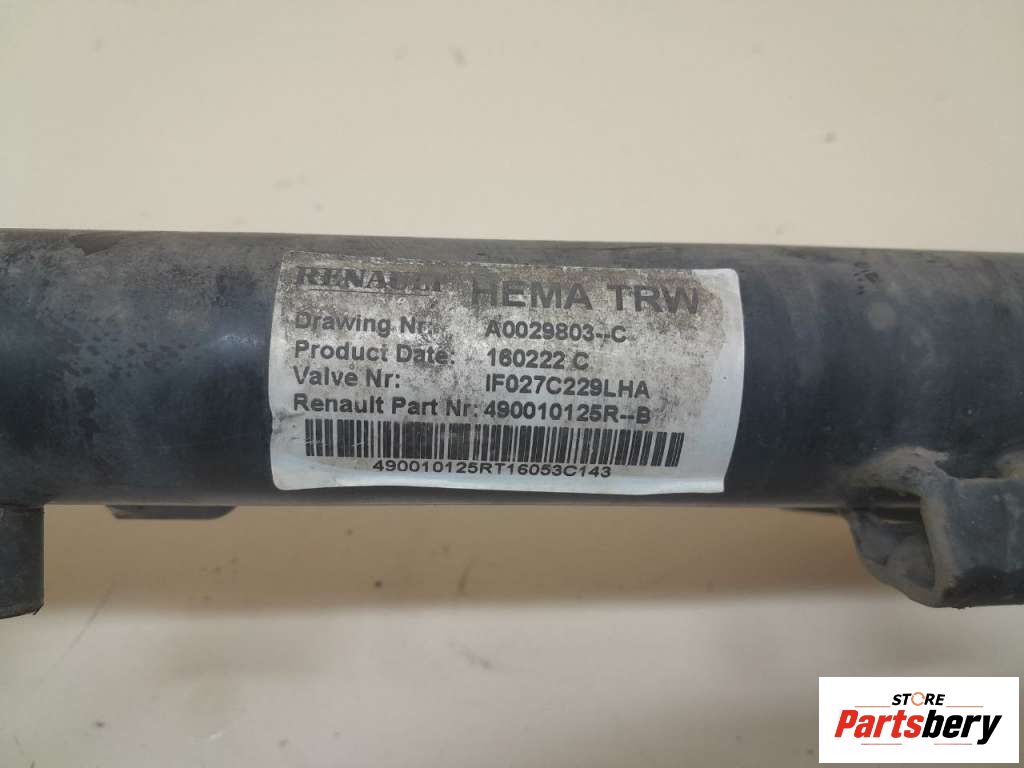 RENAULT HEMA TRW
Drawing Nr: A0029803--C
Product Date: 160222 C
Valve Nr: IF027C229LHA
Renault Part Nr: 490010125R--B
490010125RT16053C143
STORE
Partsbery